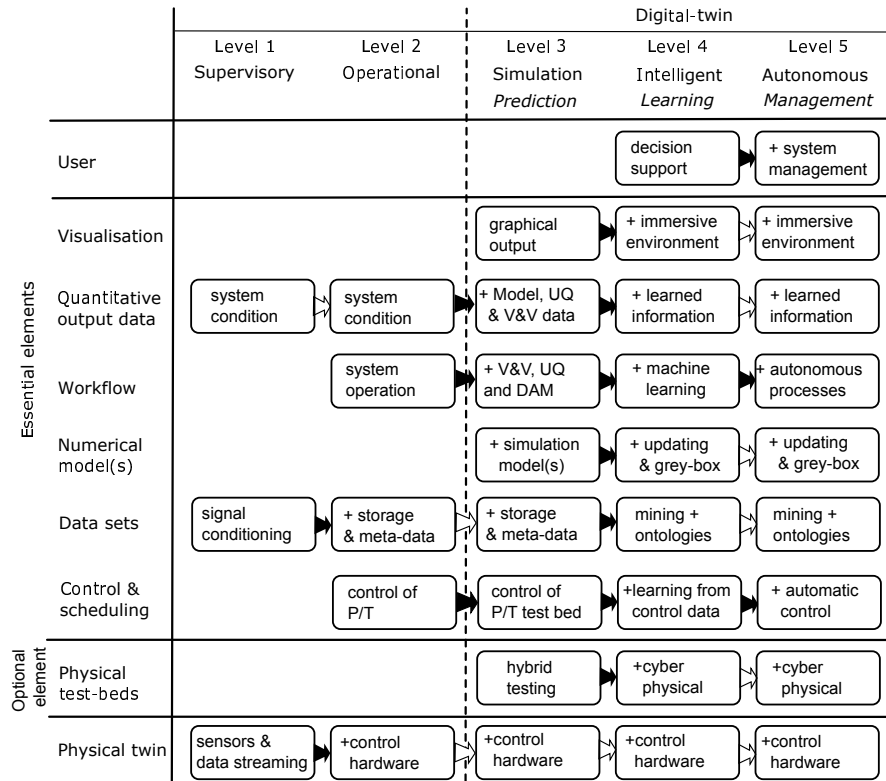 Digital-twin
Level 1
Supervisory
Level 2
Operational
Level 3
Simulation
Prediction
Level 4
Intelligent
Learning
Level 5
Autonomous
Management
User
decision
support
+ system
management
Essential elements
Visualisation
graphical
output
+ immersive
environment
+ immersive
environment
Quantitative
output data
system
condition
system
condition
+ Model, UQ
& V&V data
+ learned
information
+ learned
information
Workflow
system
operation
+ V&V, UQ
and DAM
+ machine
learning
+ autonomous
processes
Numerical
model(s)
+ simulation
model(s)
+ updating
& grey-box
+ updating
& grey-box
Data sets
signal
conditioning
+ storage
& meta-data
+ storage
& meta-data
mining +
ontologies
mining +
ontologies
Control &
scheduling
control of
P/T
control of
P/T test bed
+learning from
control data
+ automatic
control
Optional
element
Physical
test-beds
hybrid
testing
+cyber
physical
+cyber
physical
Physical twin
sensors &
data streaming
+control
hardware
+control
hardware
+control
hardware
+control
hardware